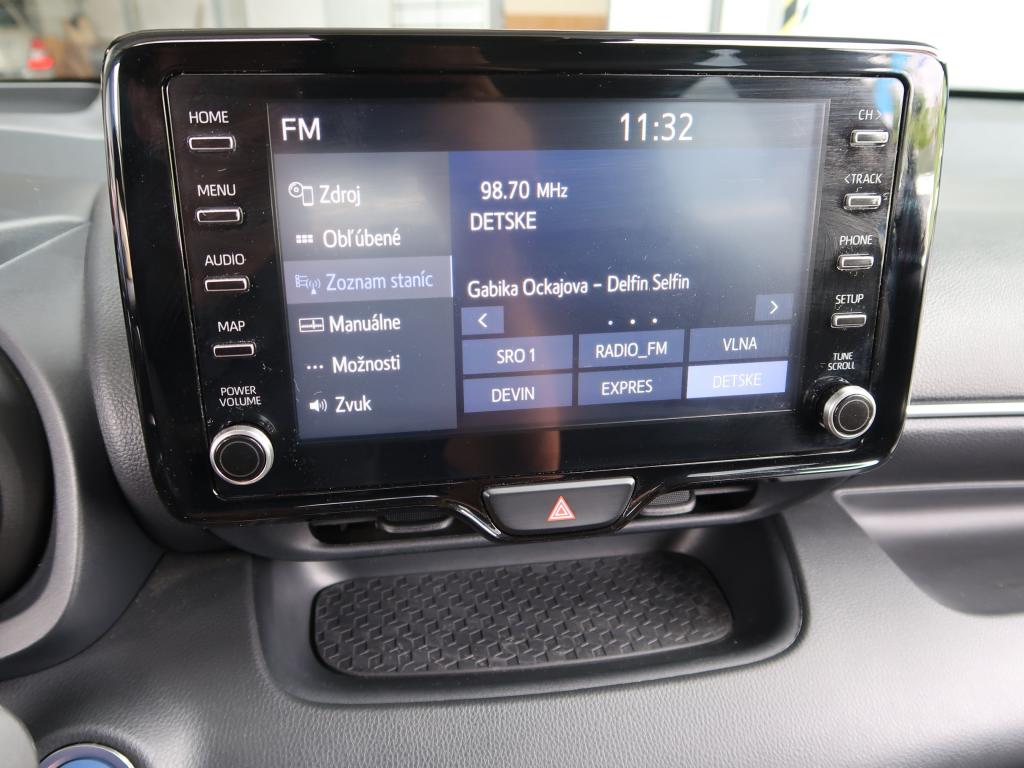 HOME
MENU
AUDIO
MAP
POWER
VOLUME
FM 11:32
Zdroj
Obľúbené
Zoznam staníc
Manuálne
Možnosti
Zvuk
98.70 MHz
DETSKE
Gabika Ockajova - Delfin Selfin
< . . . >
SRO 1 RADIO_FM VLNA
DEVIN EXPRES DETSKE
CH >
< TRACK
PHONE
SETUP
TUNE
SCROLL